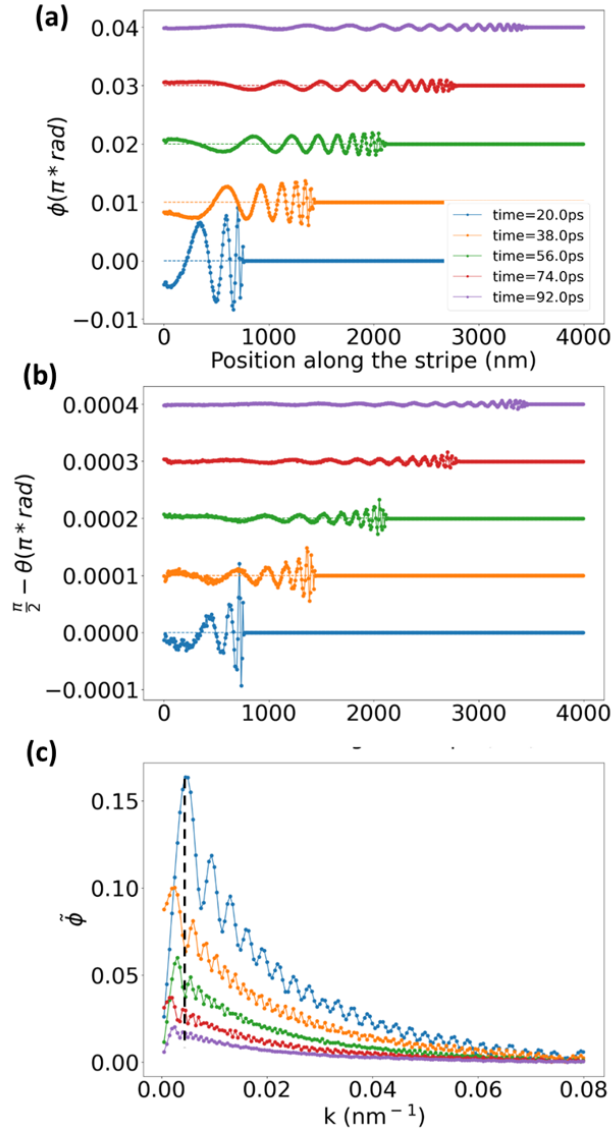 (a)
0.04
0.03
0.02
0.01
0.00
−0.01
ϕ(π* rad)
time=20.0ps
time=38.0ps
time=56.0ps
time=74.0ps
time=92.0ps
0 1000 2000 3000 4000
Position along the stripe (nm)
(b)
0.0004
0.0003
0.0002
0.0001
0.0000
−0.0001
π/2 − θ(π* rad)
0 1000 2000 3000 4000
(c)
0.15
0.10
0.05
0.00
ϕ̃
0.00 0.02 0.04 0.06 0.08
k (nm⁻¹)